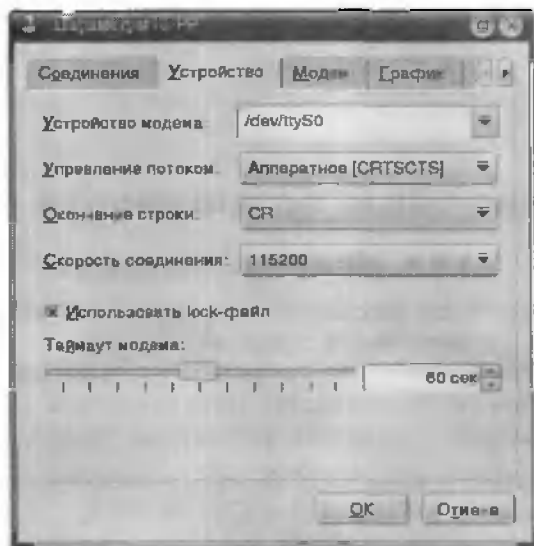 Соединения Устройство Модем График
Устройство модема: /dev/ttyS0
Управление потоком: Аппаратное [CRTSCTS]
Окончание строки: CR
Скорость соединения: 115200
Использовать lock-файл
Таймаут модема:
60 сек
OK Отмена